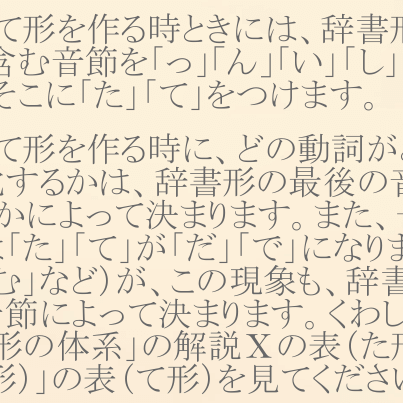 て形を作る時ときには、辞書形
含む音節を「っ」「ん」「い」「し」
そこに「た」「て」をつけます。
て形を作る時に、どの動詞が
するかは、辞書形の最後の音
かによって決まります。また、
「た」「て」が「だ」「で」になりま
む」など）が、この現象も、辞書
節によって決まります。くわし
形の体系」の解説Ⅹの表（た形
形）」の表（て形）を見てください